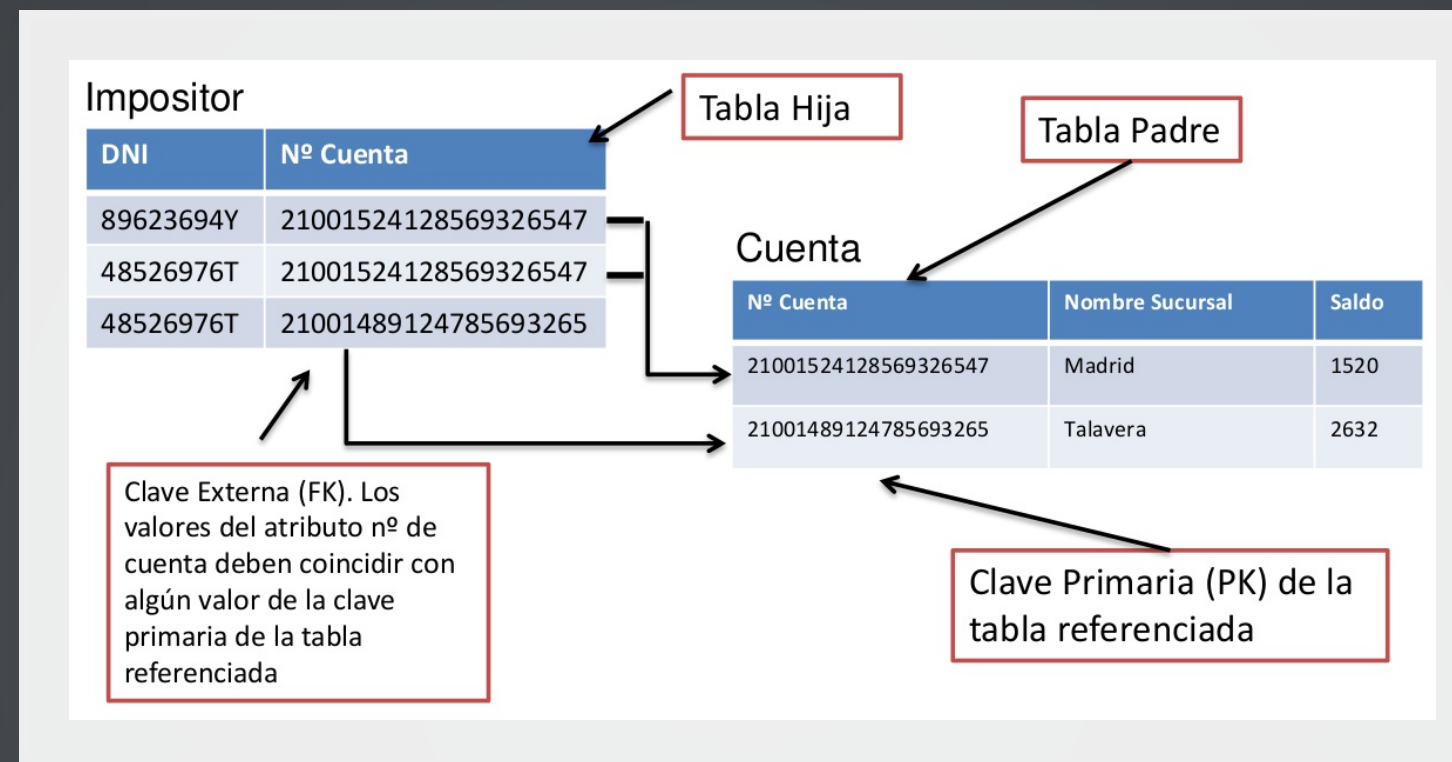 Impositor
Tabla Hija
Tabla Padre
DNI Nº Cuenta
89623694Y 21001524128569326547
48526976T 21001524128569326547
48526976T 21001489124785693265
Cuenta
Nº Cuenta Nombre Sucursal Saldo
21001524128569326547 Madrid 1520
21001489124785693265 Talavera 2632
Clave Externa (FK). Los
valores del atributo nº de
cuenta deben coincidir con
algún valor de la clave
primaria de la tabla
referenciada
Clave Primaria (PK) de la
tabla referenciada